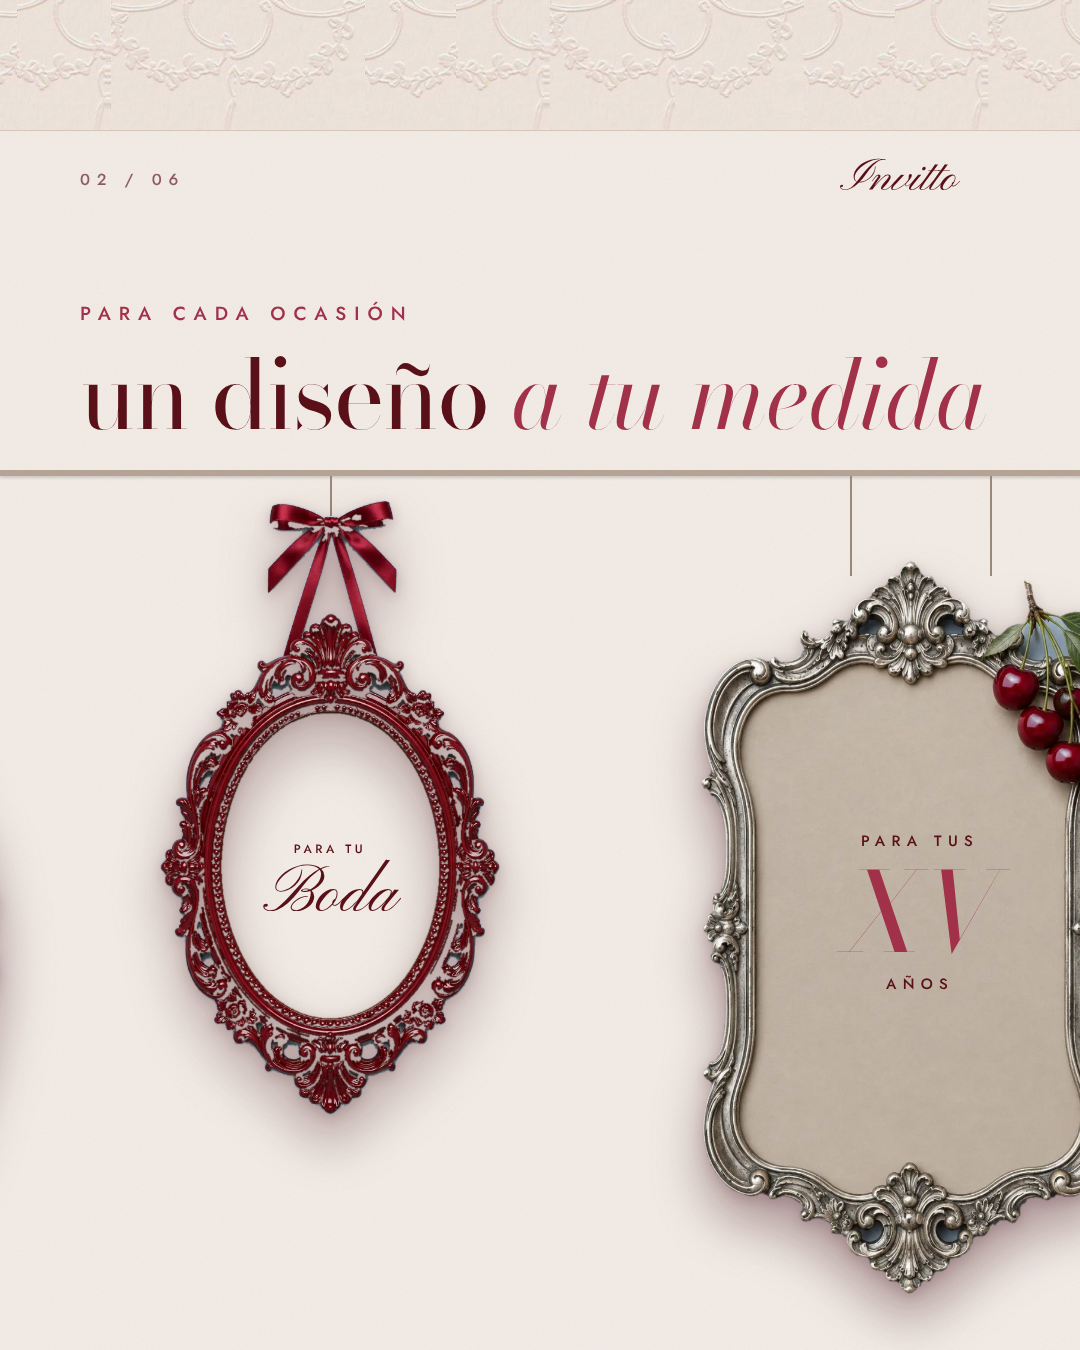 02 / 06
Invitto
PARA CADA OCASIÓN
un diseño a tu medida
PARA TU
Boda
PARA TUS
XV
AÑOS